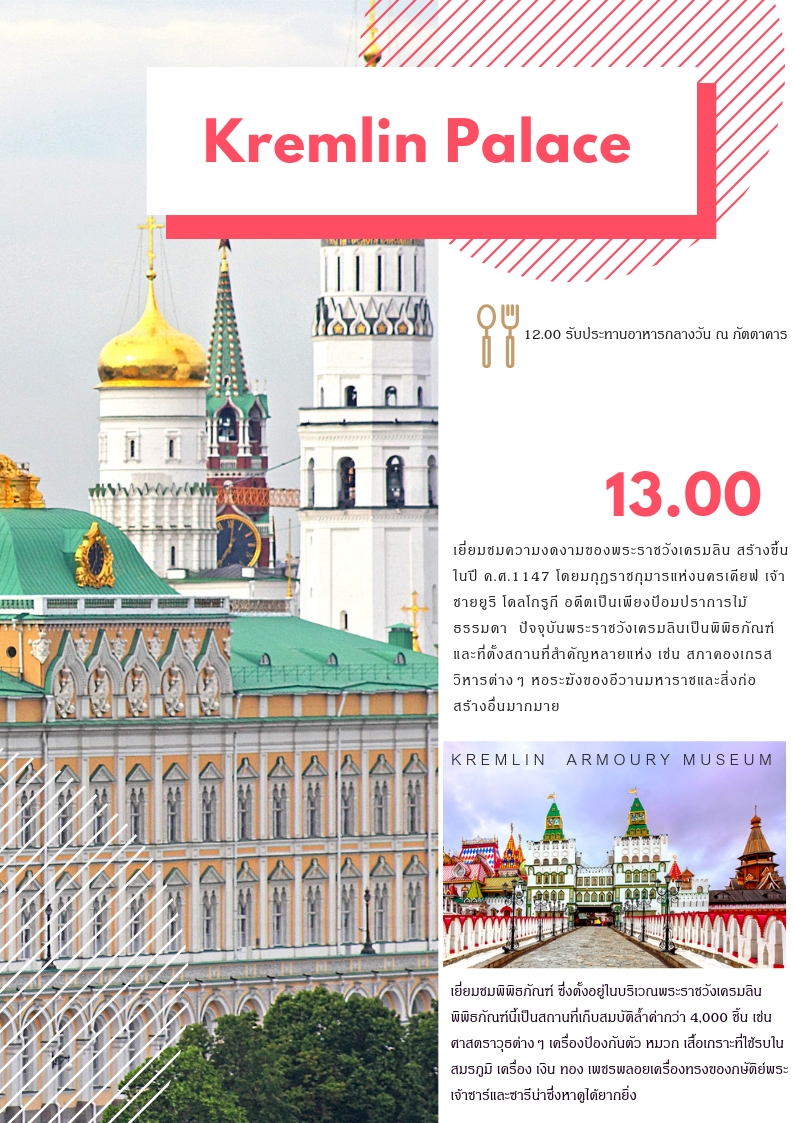 Kremlin Palace
12.00 รับประทานอาหารกลางวัน ณ ภัตตาคาร
13.00
เยี่ยมชมความงดงามของพระราชวังเครมลิน สร้างขึ้น
ในปี ค.ศ.1147 โดยมกุฎราชกุมารแห่งนครเคียฟ เจ้า
ชายยูริ โดลโกรูกี อดีตเป็นเพียงป้อมปราการไม้
ธรรมดา ปัจจุบันพระราชวังเครมลินเป็นพิพิธภัณฑ์
และที่ตั้งสถานที่สำคัญหลายแห่ง เช่น สภาคองเกรส
วิหารต่าง ๆ หอระฆังของอีวานมหาราชและสิ่งก่อ
สร้างอื่นมากมาย
KREMLIN ARMOURY MUSEUM
เยี่ยมชมพิพิธภัณฑ์ ซึ่งตั้งอยู่ในบริเวณพระราชวังเครมลิน
พิพิธภัณฑ์นี้เป็นสถานที่เก็บสมบัติล้ำค่ากว่า 4,000 ชิ้น เช่น
ศาสตราวุธต่าง ๆ เครื่องป้องกันตัว หมวก เสื้อเกราะที่ใช้รบใน
สมรภูมิ เครื่อง เงิน ทอง เพชรพลอยเครื่องทรงของกษัติย์พระ
เจ้าซาร์และซารีน่าซึ่งหาดูได้ยากยิ่ง